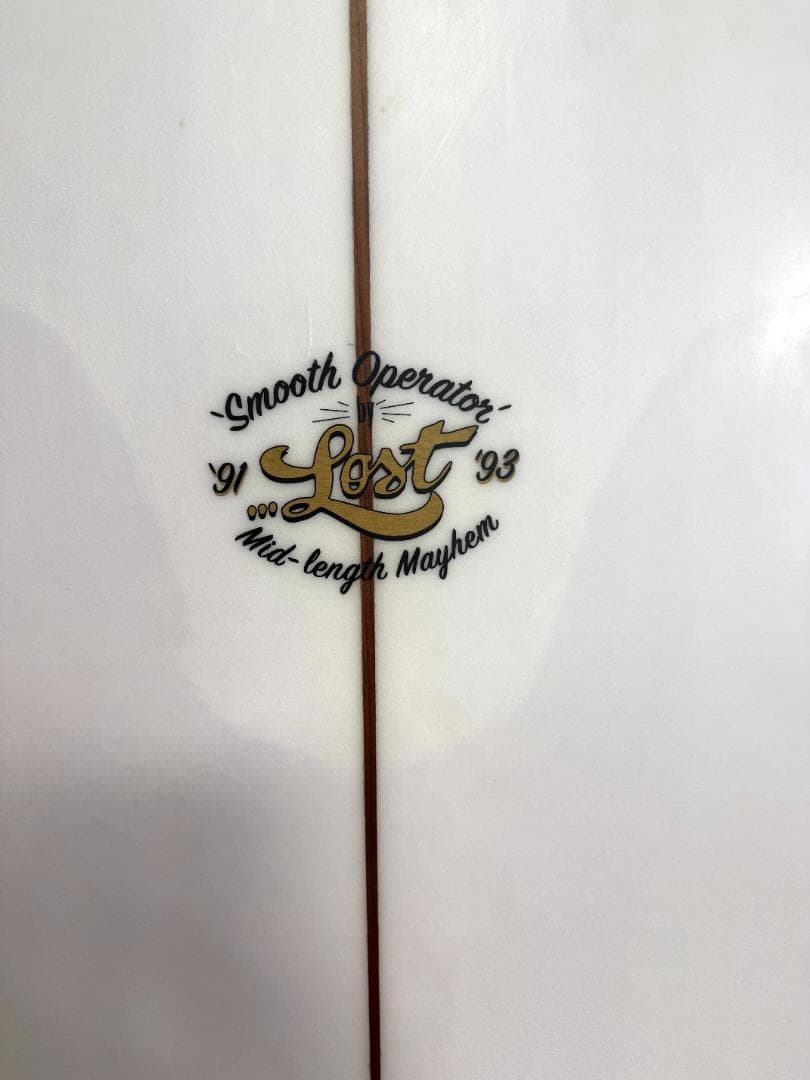 'Smooth Operator'
by
'91 ...Lost '93
Mid-length Mayhem